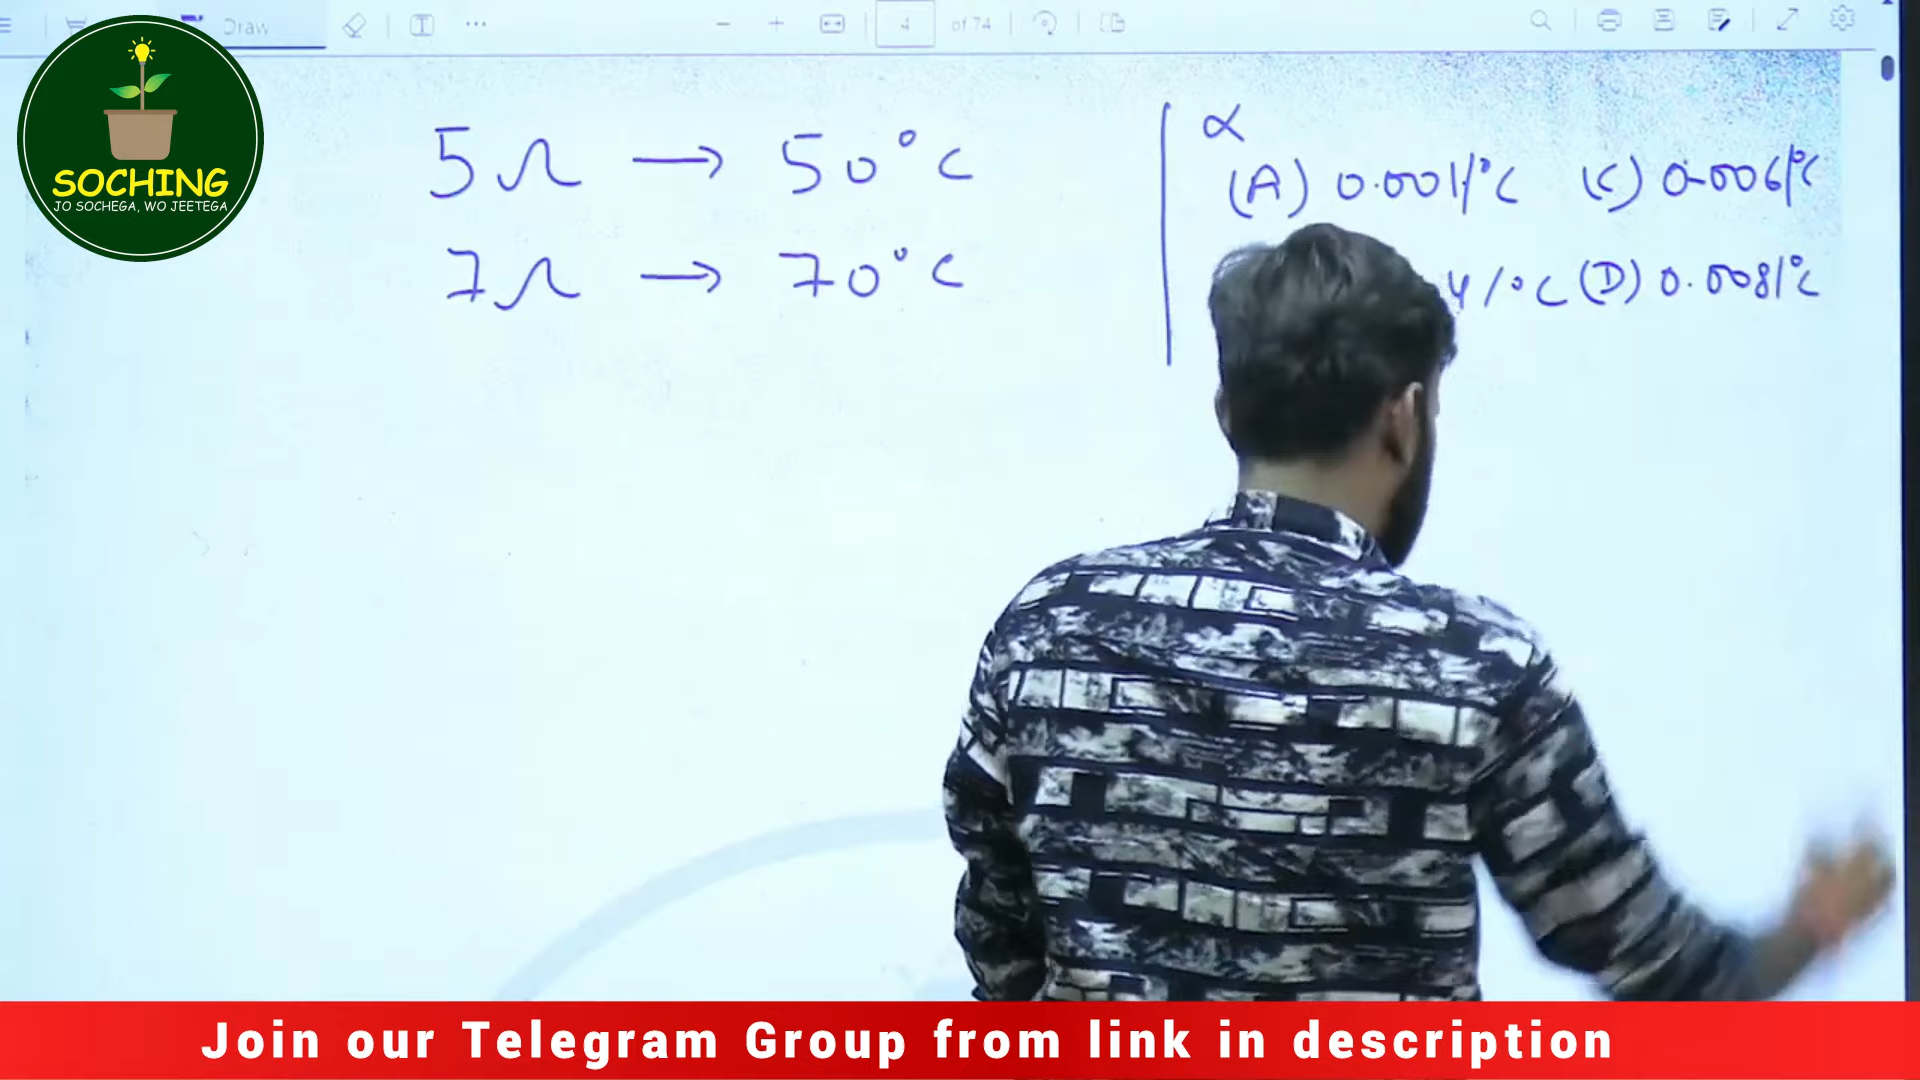 Draw
4 of 74
SOCHING
JO SOCHEGA, WO JEETEGA
5Ω → 50°C
7Ω → 70°C
α
(A) 0.001/°C (C) 0.006/°C
4/°C (D) 0.008/°C
Join our Telegram Group from link in description